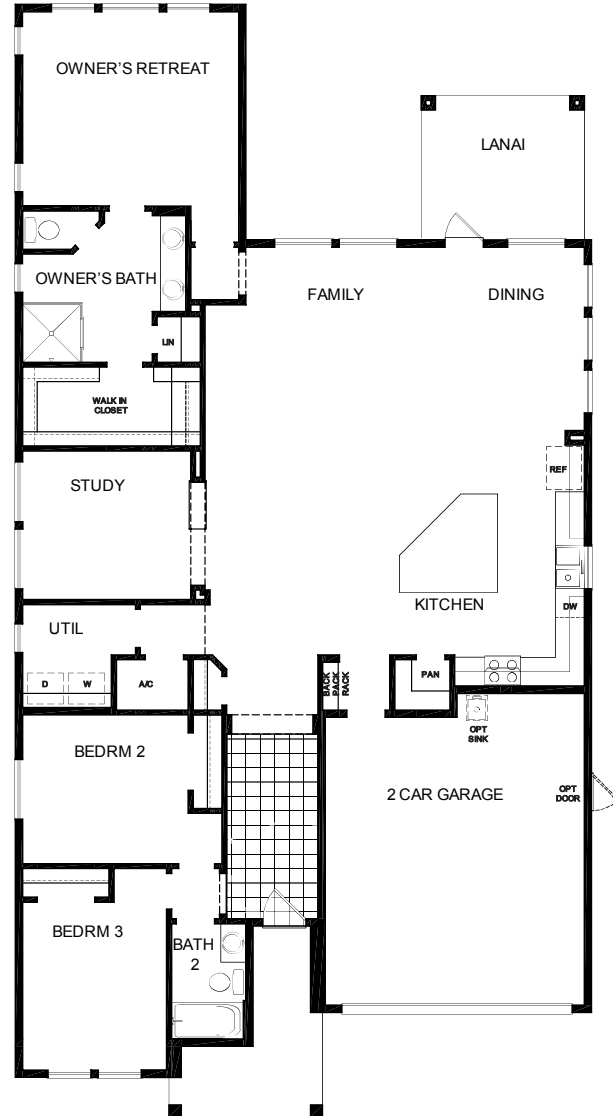 OWNER'S RETREAT
LANAI
OWNER'S BATH
FAMILY
DINING
LIN
WALK IN
CLOSET
REF
STUDY
KITCHEN
DW
UTIL
D
W
A/C
BACK
PACK
RACK
PAN
OPT
SINK
BEDRM 2
2 CAR GARAGE
OPT
DOOR
BEDRM 3
BATH
2